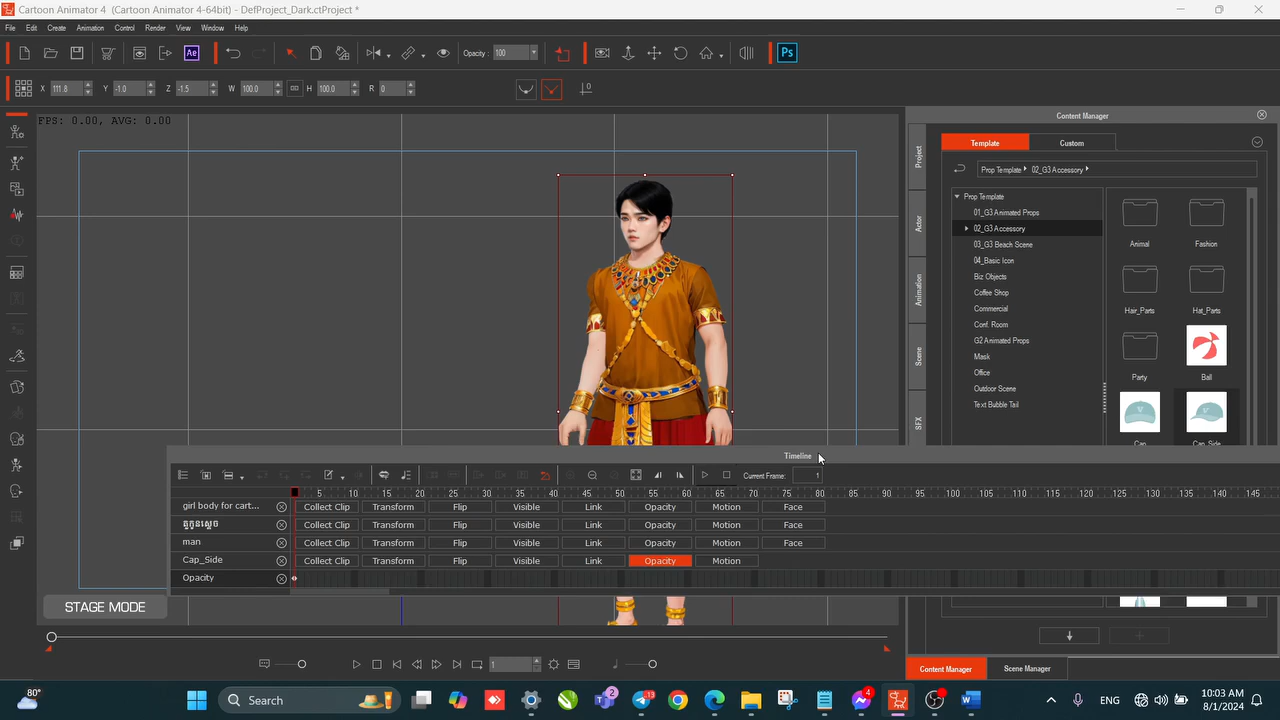 Cartoon Animator 4 (Cartoon Animator 4-64bit) - DefProject_Dark.ctProject *
File Edit Create Animation Control Render Plugins Window Help
Ae
Opacity : 100
Ps
X 111.8 Y -1.0 Z -1.5 W 100.0 H 100.0 R 0
FPS: 0.00, AVG: 0.00
Content Manager
Template Custom
Project
Actor
Animation
Scene
SFX
Prop Template 02_G3 Accessory
Prop Template
01_G3 Animated Props
02_G3 Accessory
03_G3 Beach Scene
04_Basic Icon
Biz Objects
Coffee Shop
Commercial
Conf. Room
G2 Animated Props
Mask
Office
Outdoor Scene
Text Bubble Tail
Animal Fashion
Hair_Parts Hat_Parts
Party Ball
Timeline
Current Frame: 1
5 10 15 20 25 30 35 40 45 50 55 60 65 70 75 80 85 90 95 100 105 110 115 120 125 130 135 140 145
girl body for cart... Collect Clip Transform Flip Visible Link Opacity Motion Face
Collect Clip Transform Flip Visible Link Opacity Motion Face
man Collect Clip Transform Flip Visible Link Opacity Motion Face
Cap_Side Collect Clip Transform Flip Visible Link Opacity Motion
Opacity
STAGE MODE
1
Content Manager Scene Manager
80°
Search
2
13
4
ENG
10:03 AM
8/1/2024